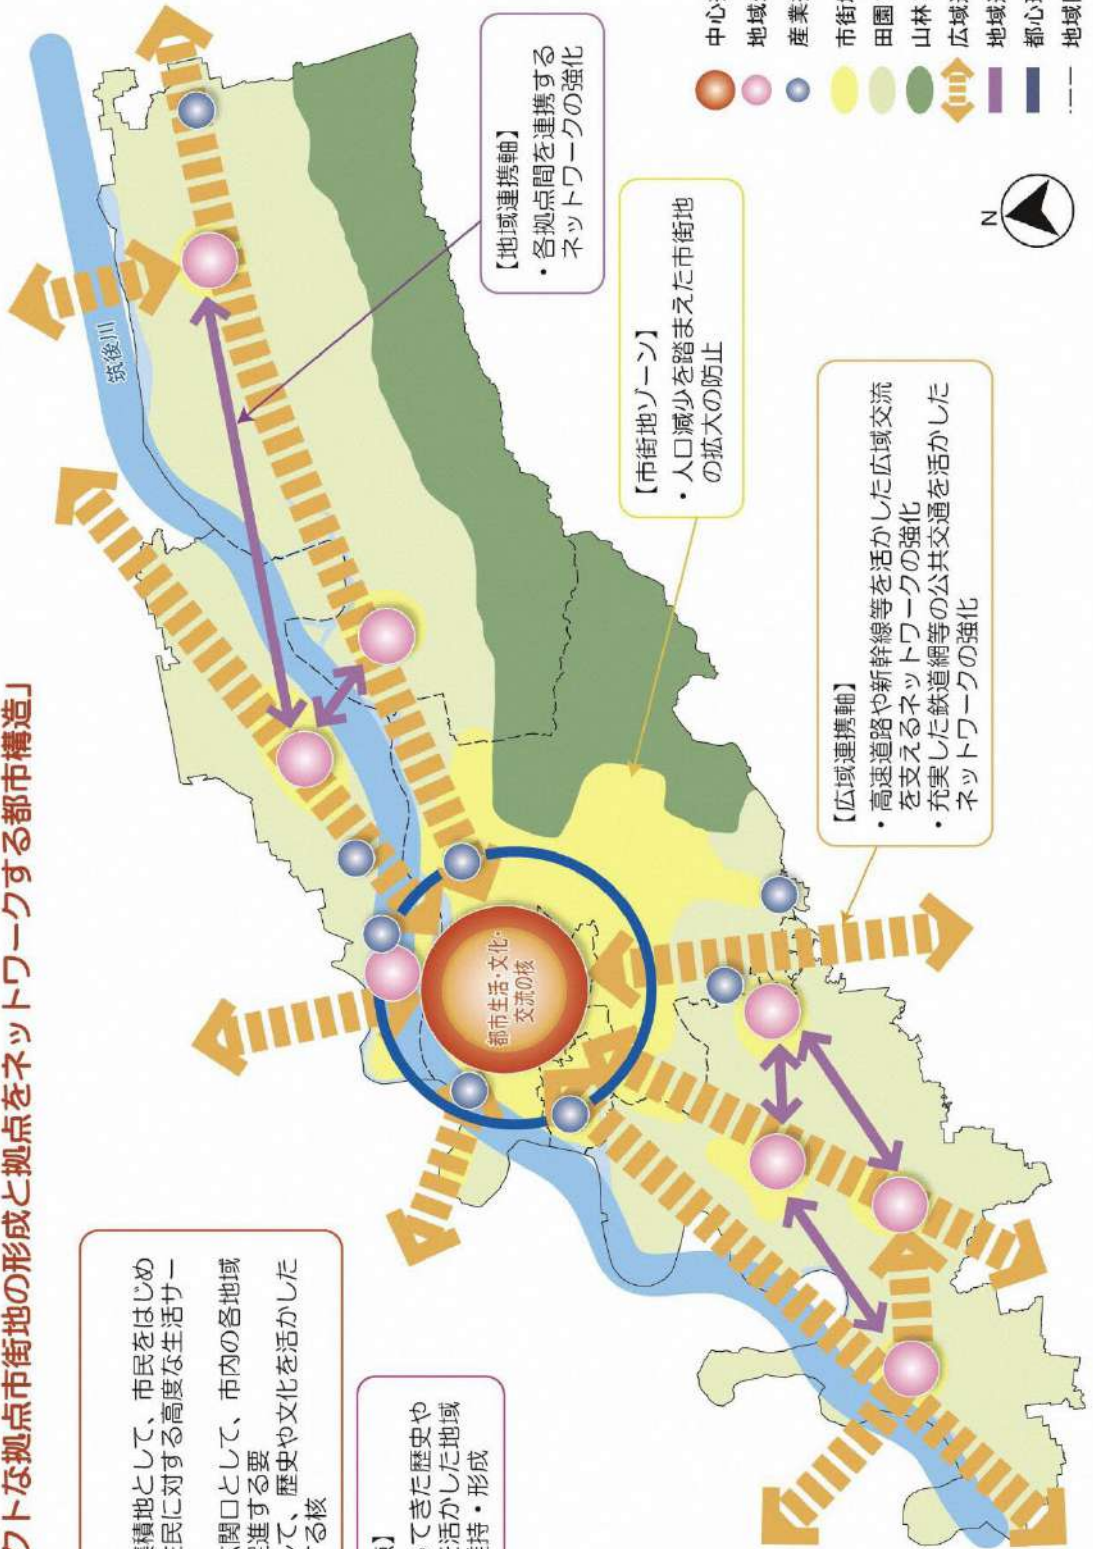 クトな拠点市街地の形成と拠点をネットワークする都市構造」
積地として、市民をはじめ
民に対する高度な生活サー
関口として、市内の各地域
進する要
て、歴史や文化を活かした
る核
】
ってきた歴史や
活かした地域
維持・形成
筑後川
都市生活・文化・
交流の核
【地域連携軸】
・各拠点間を連携する
ネットワークの強化
【市街地ゾーン】
・人口減少を踏まえた市街地
の拡大の防止
【広域連携軸】
・高速道路や新幹線等を活かした広域交流
を支えるネットワークの強化
・充実した鉄道網等の公共交通を活かした
ネットワークの強化
N
中心
地域
産業
市街
田園
山林
広域
地域
都心
地域